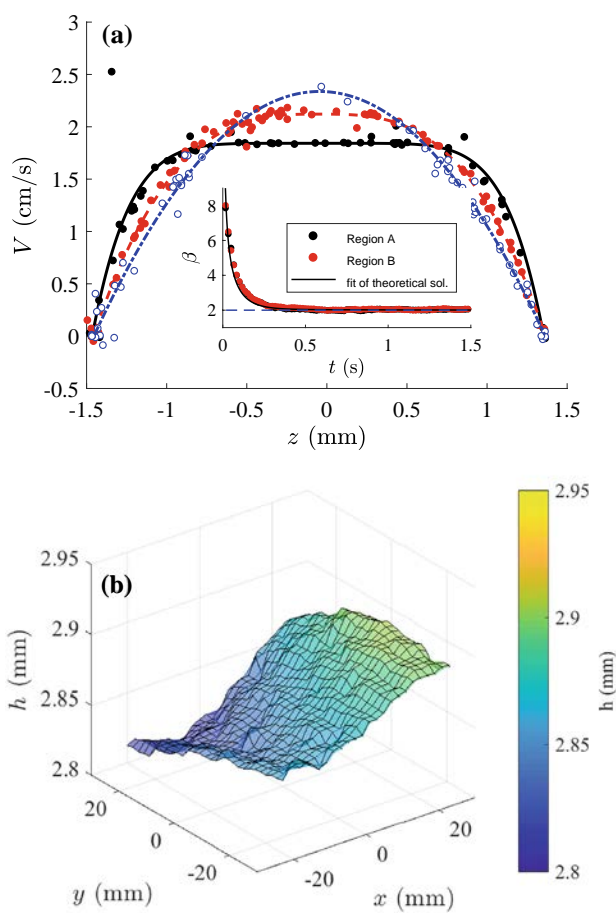 (a)
3
2.5
2
1.5
1
0.5
0
-0.5
V (cm/s)
-1.5 -1 -0.5 0 0.5 1 1.5
z (mm)
8
6
4
2
β
0 0.5 1 1.5
t (s)
Region A
Region B
fit of theoretical sol.
(b)
2.95
2.9
2.85
2.8
h (mm)
20
0
-20
y (mm)
-20
0
20
x (mm)
2.95
2.9
2.85
2.8
h (mm)